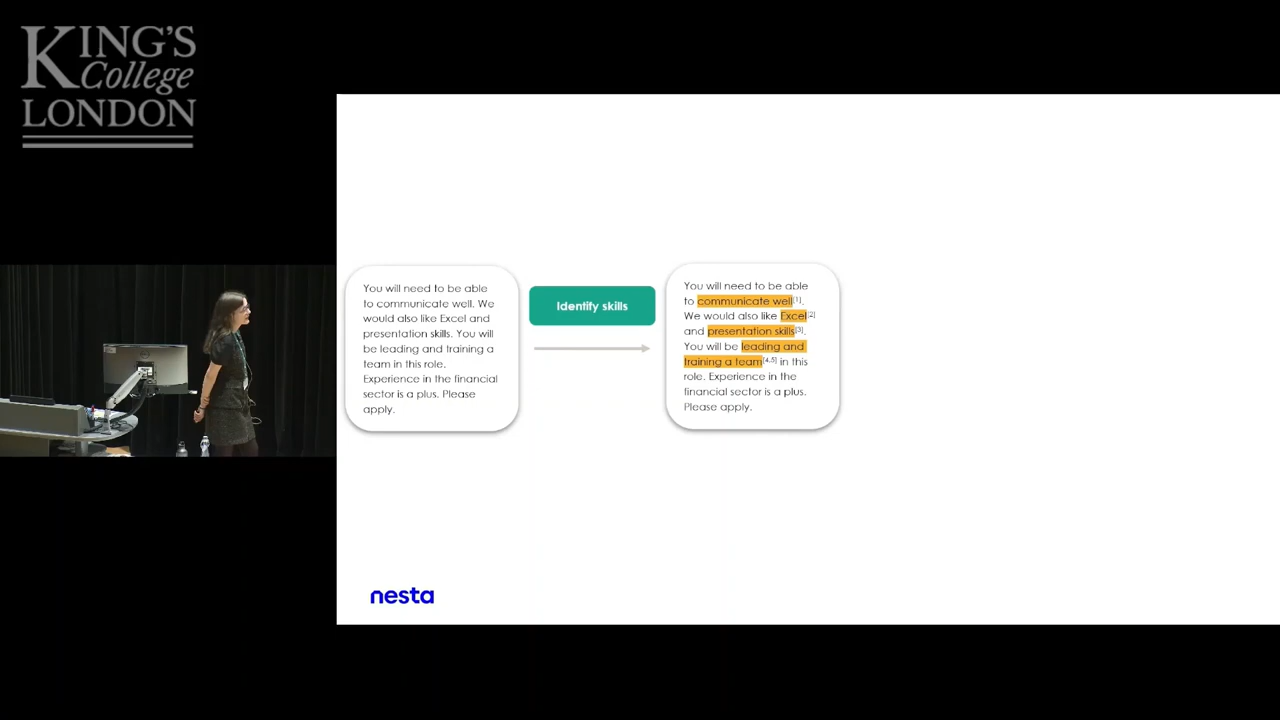 KING'S
College
LONDON
You will need to be able
to communicate well. We
would also like Excel and
presentation skills. You will
be leading and training a
team in this role.
Experience in the financial
sector is a plus. Please
apply.
Identify skills
You will need to be able
to communicate well[1].
We would also like Excel[2]
and presentation skills[3].
You will be leading and
training a team[4,5] in this
role. Experience in the
financial sector is a plus.
Please apply.
nesta